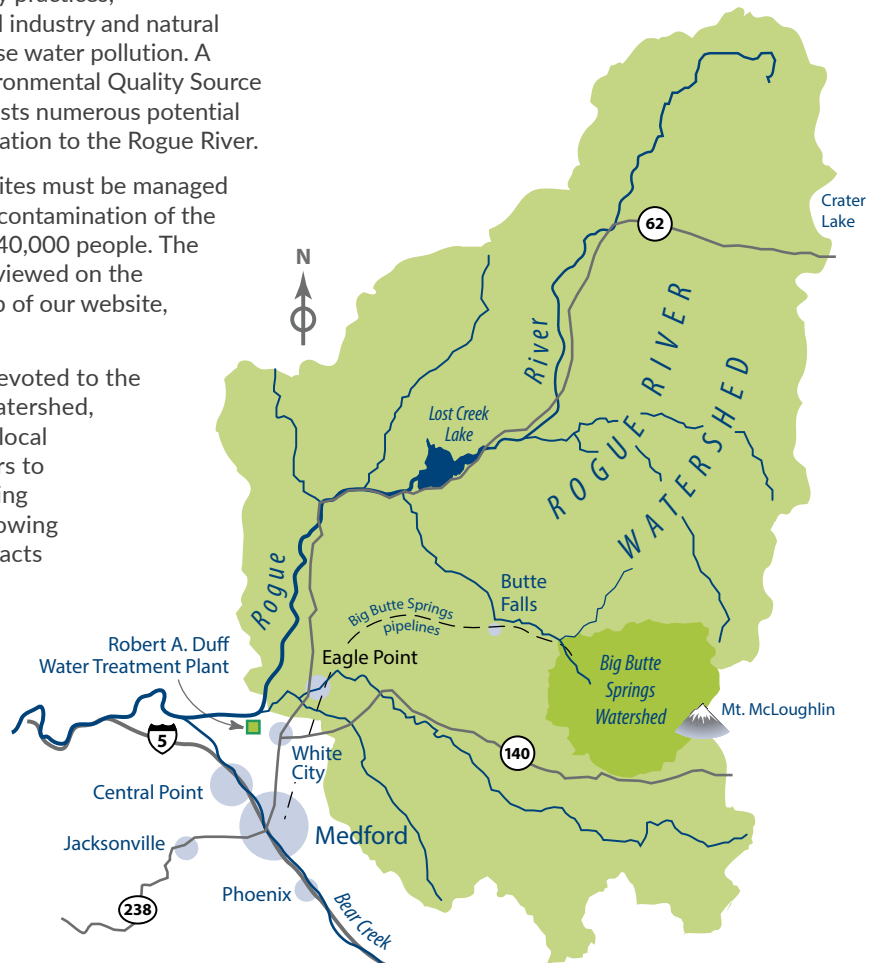 y practices,
l industry and natural
se water pollution. A
ronmental Quality Source
sts numerous potential
ation to the Rogue River.
ites must be managed
contamination of the
40,000 people. The
viewed on the
p of our website,
evoted to the
atershed,
local
rs to
ing
owing
acts
N
62
Crater
Lake
River
ROGUE RIVER
WATERSHED
Lost Creek
Lake
Rogue
Butte
Falls
Big Butte Springs
pipelines
Robert A. Duff
Water Treatment Plant
Eagle Point
Big Butte
Springs
Watershed
Mt. McLoughlin
5
White
City
140
Central Point
Jacksonville
Medford
Phoenix
238
Bear Creek